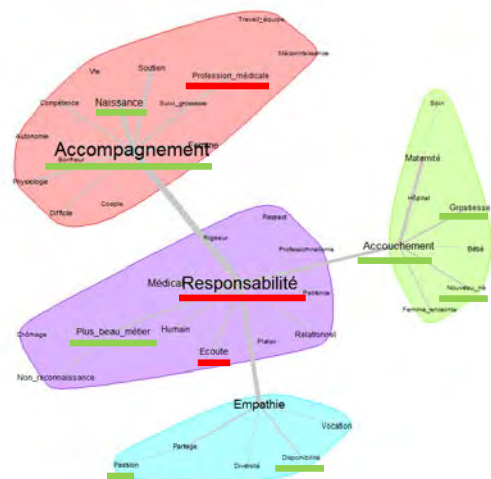 Travail_équipe
Méconnaissance
Vie
Soutien
Profession_médicale
Compétence
Naissance
Suivi_grossesse
Autonomie
Accompagnement
Femme
Bonheur
Physiologie
Couple
Difficile
Soin
Maternité
Hôpital
Grossesse
Accouchement
Bébé
Nouveau_né
Femme_enceinte
Respect
Rigueur
Professionnalisme
Médical
Responsabilité
Patience
Chômage
Plus_beau_métier
Humain
Plaisir
Relationnel
Ecoute
Non_reconnaissance
Empathie
Vocation
Partage
Disponibilité
Passion
Diversité